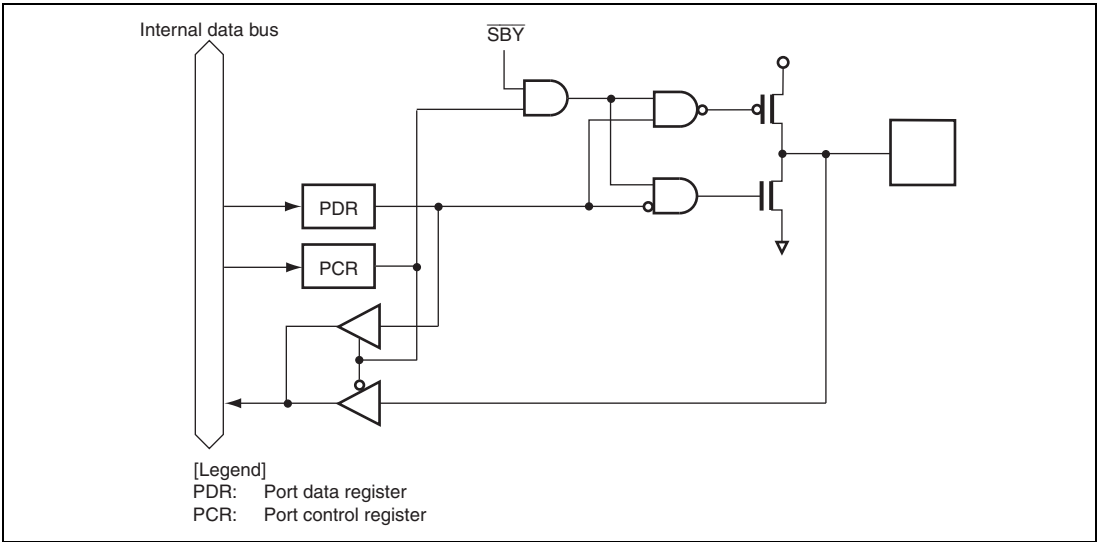 Internal data bus
SBY
PDR
PCR
[Legend]
PDR: Port data register
PCR: Port control register